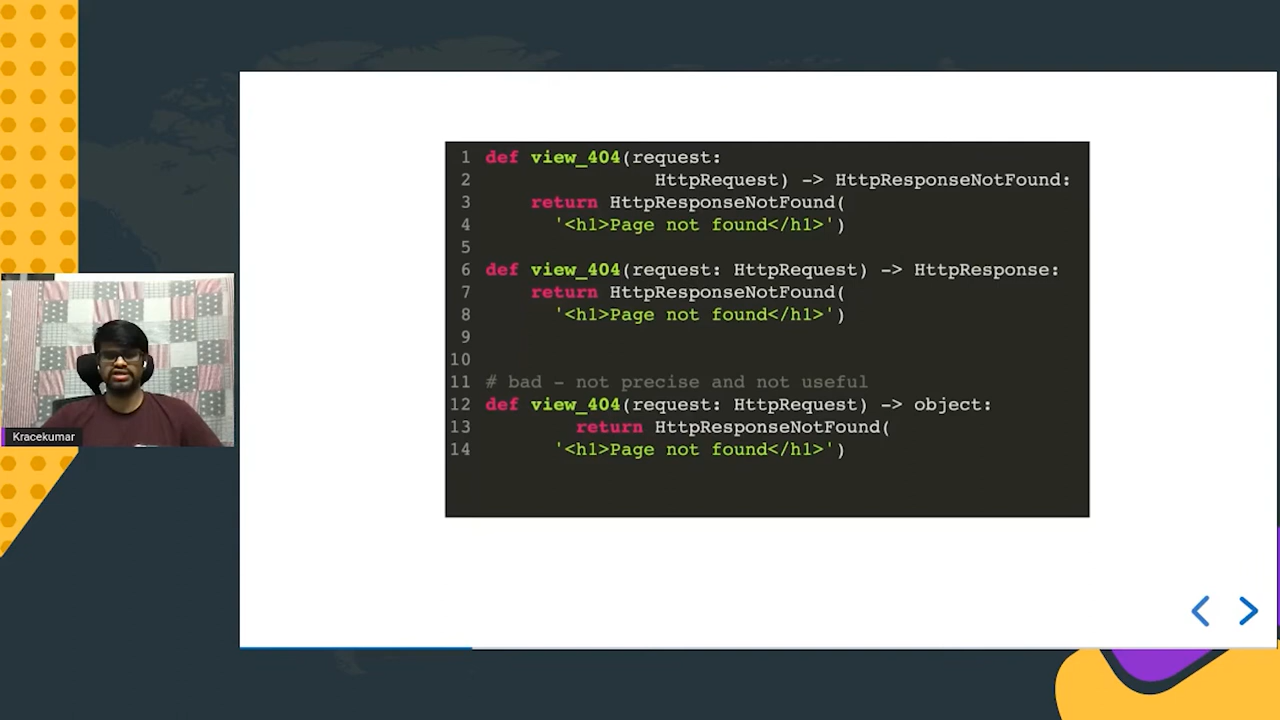 1 def view_404(request:
2 HttpRequest) -> HttpResponseNotFound:
3 return HttpResponseNotFound(
4 '<h1>Page not found</h1>')
5
6 def view_404(request: HttpRequest) -> HttpResponse:
7 return HttpResponseNotFound(
8 '<h1>Page not found</h1>')
9
10
11 # bad - not precise and not useful
12 def view_404(request: HttpRequest) -> object:
13 return HttpResponseNotFound(
14 '<h1>Page not found</h1>')
Kracekumar